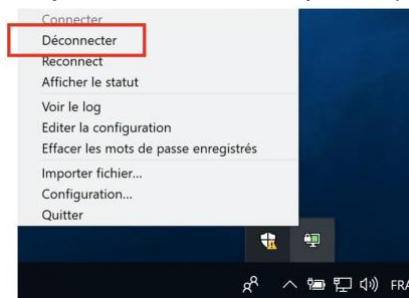 Connecter
Déconnecter
Reconnect
Afficher le statut
Voir le log
Editer la configuration
Effacer les mots de passe enregistrés
Importer fichier...
Configuration...
Quitter
FRA